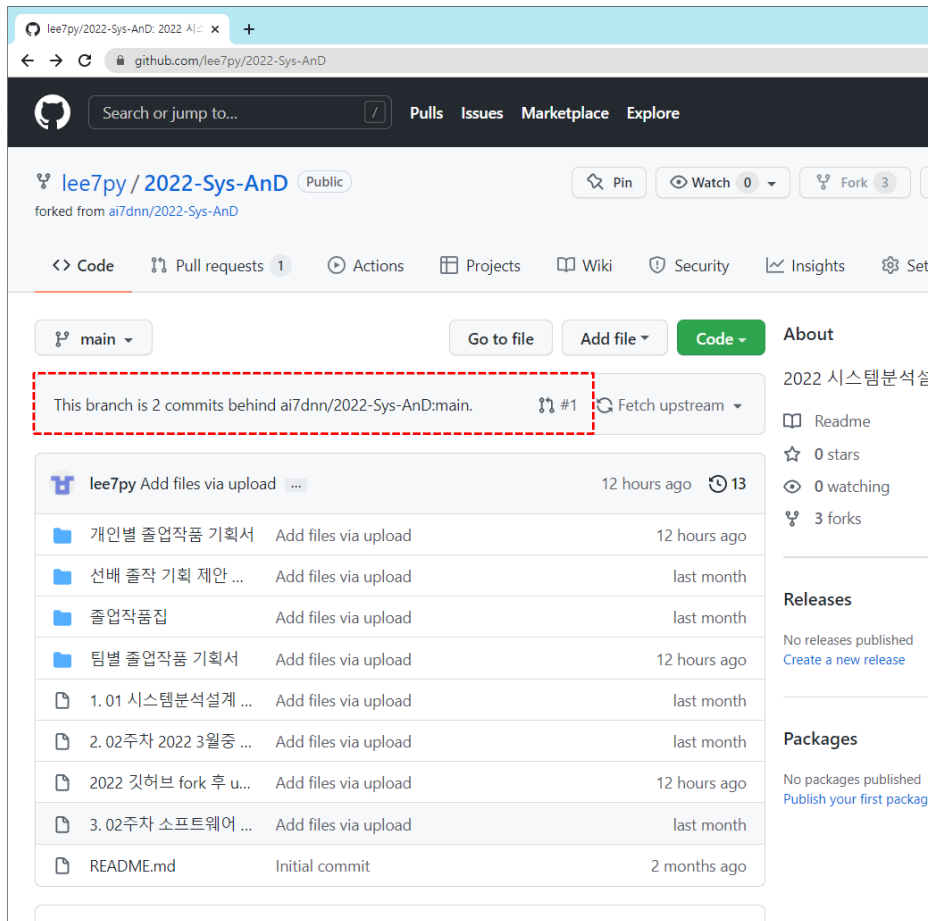 lee7py/2022-Sys-AnD: 2022 시스
github.com/lee7py/2022-Sys-AnD
Search or jump to... / Pulls Issues Marketplace Explore
lee7py / 2022-Sys-AnD Public Pin Watch 0 Fork 3
forked from ai7dnn/2022-Sys-AnD
<> Code Pull requests 1 Actions Projects Wiki Security Insights Set
main Go to file Add file Code About
2022 시스템분석설
This branch is 2 commits behind ai7dnn/2022-Sys-AnD:main. #1 Fetch upstream
Readme
0 stars
lee7py Add files via upload ... 12 hours ago 13
0 watching
3 forks
개인별 졸업작품 기획서 Add files via upload 12 hours ago
선배 졸작 기획 제안 ... Add files via upload last month
Releases
졸업작품집 Add files via upload last month
No releases published
팀별 졸업작품 기획서 Add files via upload 12 hours ago
Create a new release
1. 01 시스템분석설계 ... Add files via upload last month
2. 02주차 2022 3월중 ... Add files via upload last month
Packages
2022 깃허브 fork 후 u... Add files via upload 12 hours ago
No packages published
Publish your first packag
3. 02주차 소프트웨어 ... Add files via upload last month
README.md Initial commit 2 months ago